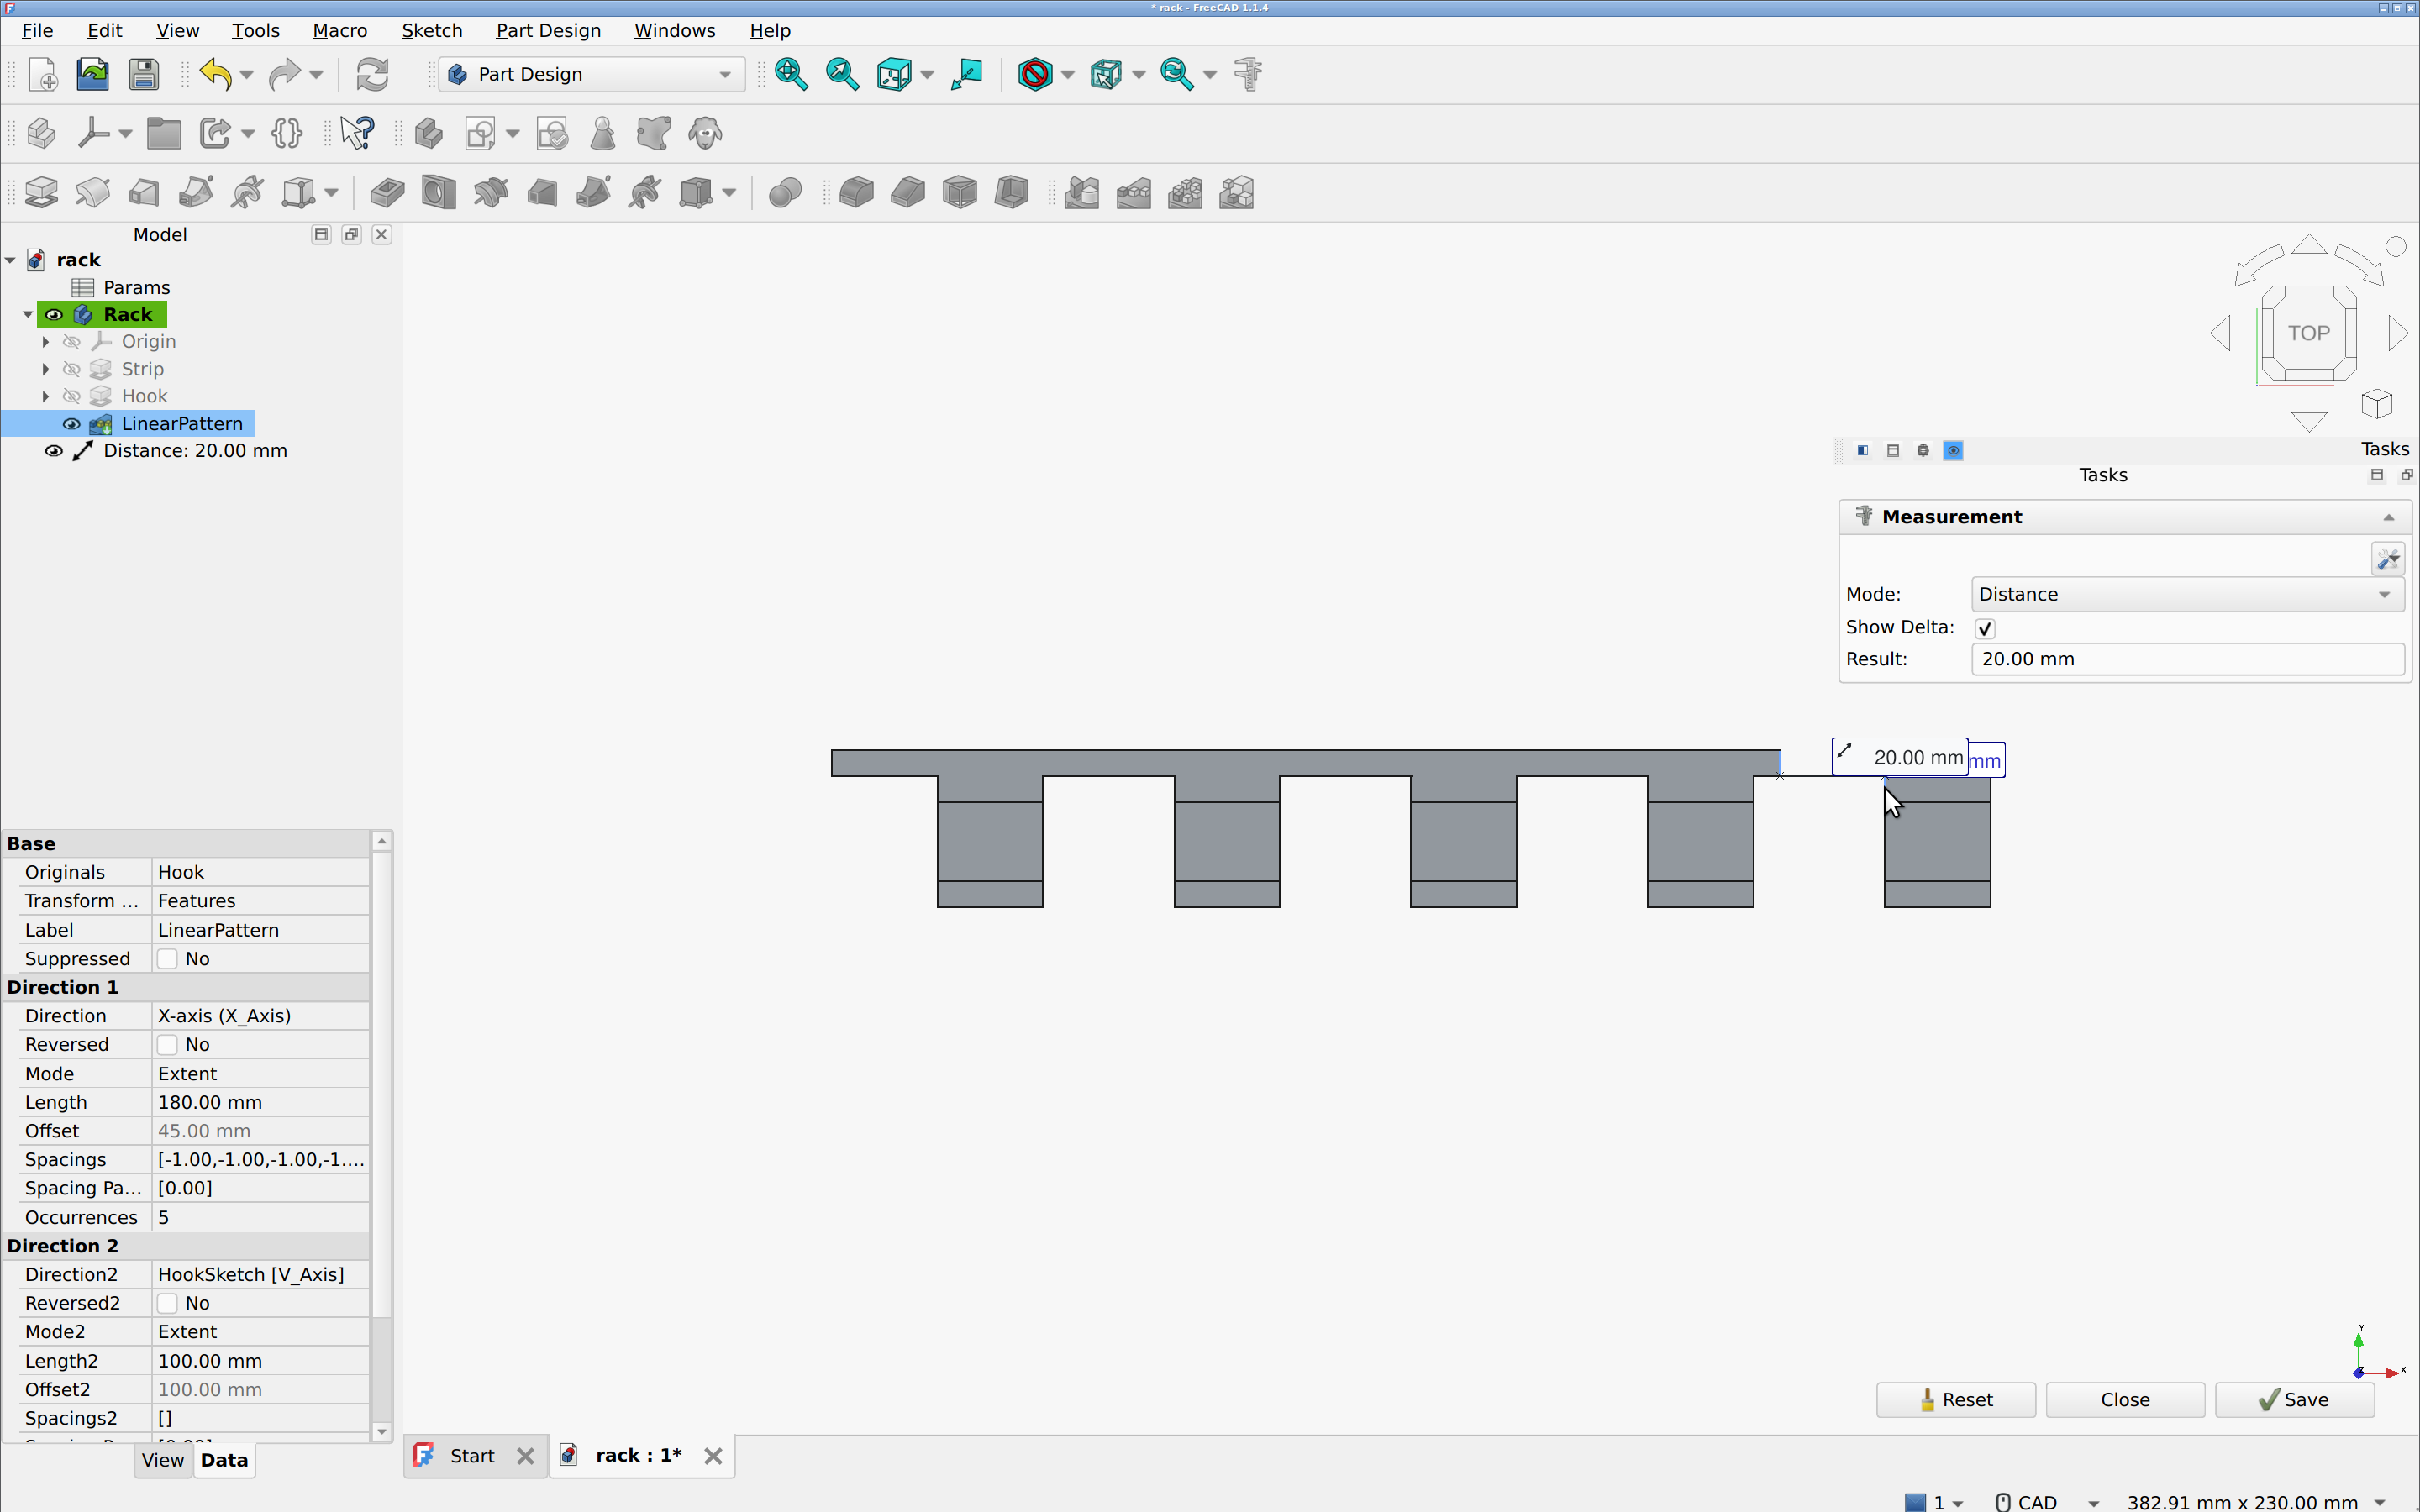 * rack - FreeCAD 1.1.4
File Edit View Tools Macro Sketch Part Design Windows Help
Part Design
Model
rack
Params
Rack
Origin
Strip
Hook
LinearPattern
Distance: 20.00 mm
TOP
Tasks
Tasks
Measurement
Mode: Distance
Show Delta:
Result: 20.00 mm
20.00 mm
mm
Base
Originals Hook
Transform ... Features
Label LinearPattern
Suppressed No
Direction 1
Direction X-axis (X_Axis)
Reversed No
Mode Extent
Length 180.00 mm
Offset 45.00 mm
Spacings [-1.00,-1.00,-1.00,-1....
Spacing Pa... [0.00]
Occurrences 5
Direction 2
Direction2 HookSketch [V_Axis]
Reversed2 No
Mode2 Extent
Length2 100.00 mm
Offset2 100.00 mm
Spacings2 []
Y
X
Reset Close Save
View Data
Start rack : 1*
1 CAD 382.91 mm x 230.00 mm